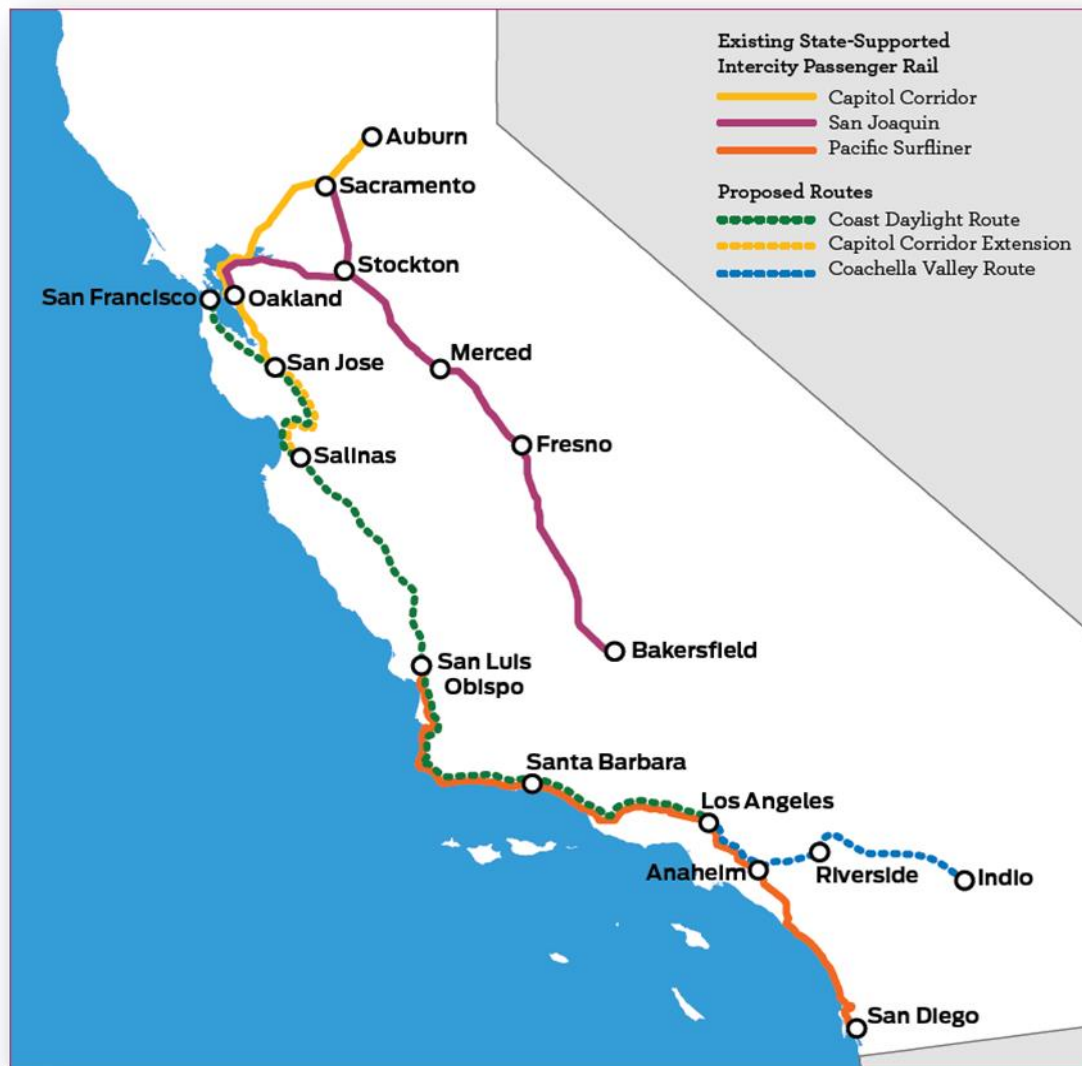 Existing State-Supported
Intercity Passenger Rail
Capitol Corridor
San Joaquin
Pacific Surfliner
Proposed Routes
Coast Daylight Route
Capitol Corridor Extension
Coachella Valley Route
Auburn
Sacramento
Stockton
San Francisco
Oakland
Merced
San Jose
Fresno
Salinas
Bakersfield
San Luis
Obispo
Santa Barbara
Los Angeles
Anaheim
Riverside
Indio
San Diego